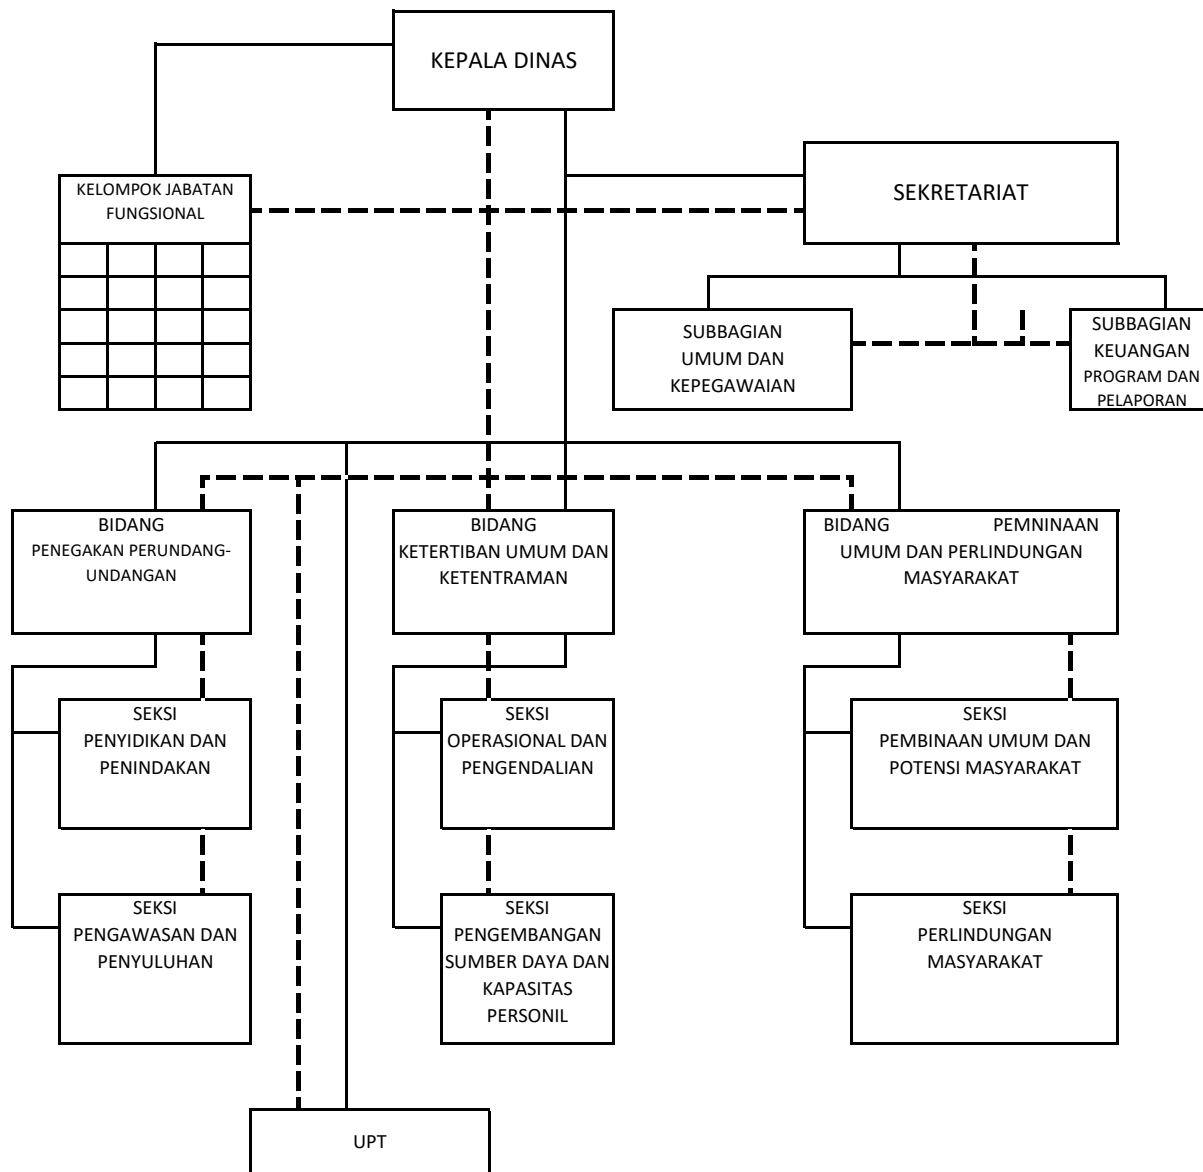 KEPALA DINAS
KELOMPOK JABATAN
FUNGSIONAL
SEKRETARIAT
SUBBAGIAN
UMUM DAN
KEPEGAWAIAN
SUBBAGIAN
KEUANGAN
PROGRAM DAN
PELAPORAN
BIDANG
PENEGAKAN PERUNDANG-
UNDANGAN
BIDANG
KETERTIBAN UMUM DAN
KETENTRAMAN
BIDANG PEMNINAAN
UMUM DAN PERLINDUNGAN
MASYARAKAT
SEKSI
PENYIDIKAN DAN
PENINDAKAN
SEKSI
OPERASIONAL DAN
PENGENDALIAN
SEKSI
PEMBINAAN UMUM DAN
POTENSI MASYARAKAT
SEKSI
PENGAWASAN DAN
PENYULUHAN
SEKSI
PENGEMBANGAN
SUMBER DAYA DAN
KAPASITAS
PERSONIL
SEKSI
PERLINDUNGAN
MASYARAKAT
UPT